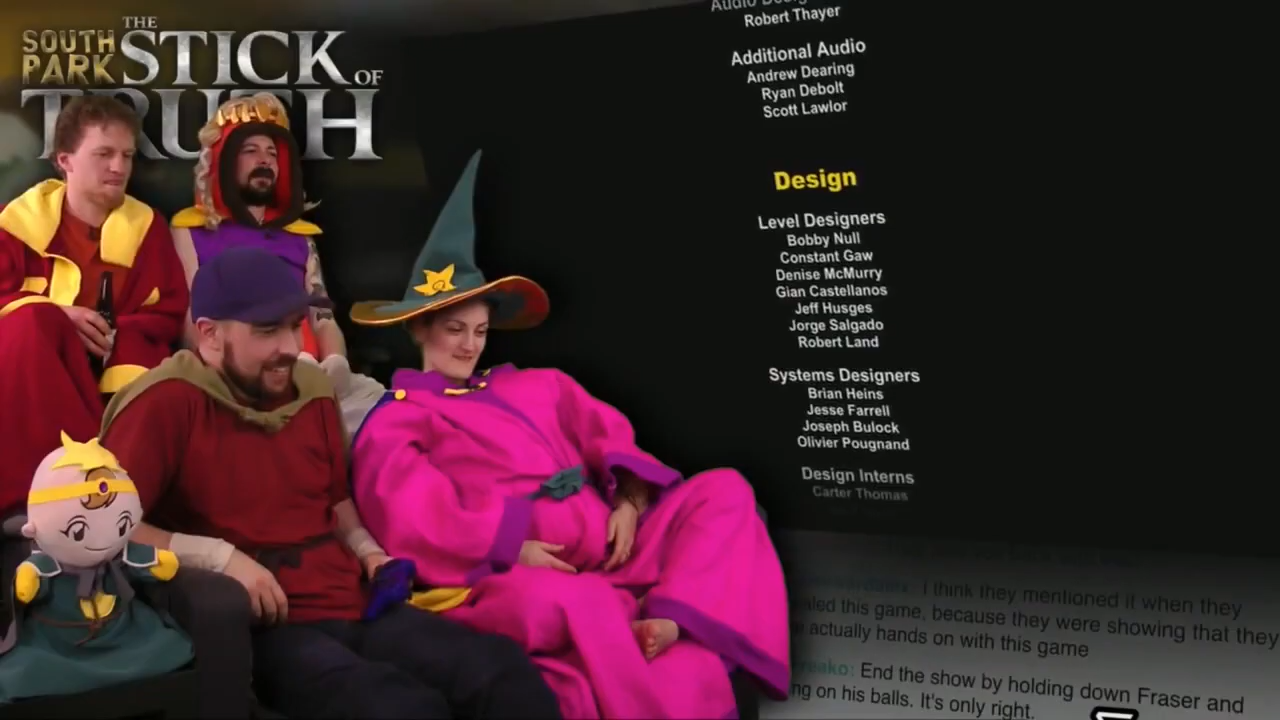 SOUTH PARK THE STICK OF TRUTH
Robert Thayer
Additional Audio
Andrew Dearing
Ryan Debolt
Scott Lawlor
Design
Level Designers
Bobby Null
Constant Gaw
Denise McMurry
Gian Castellanos
Jeff Husges
Jorge Salgado
Robert Land
Systems Designers
Brian Heins
Jesse Farrell
Joseph Bulock
Olivier Pougnand
Design Interns
Carter Thomas
I think they mentioned it when they
this game, because they were showing that they
actually hands on with this game
End the show by holding down Fraser and
on his balls. It's only right.